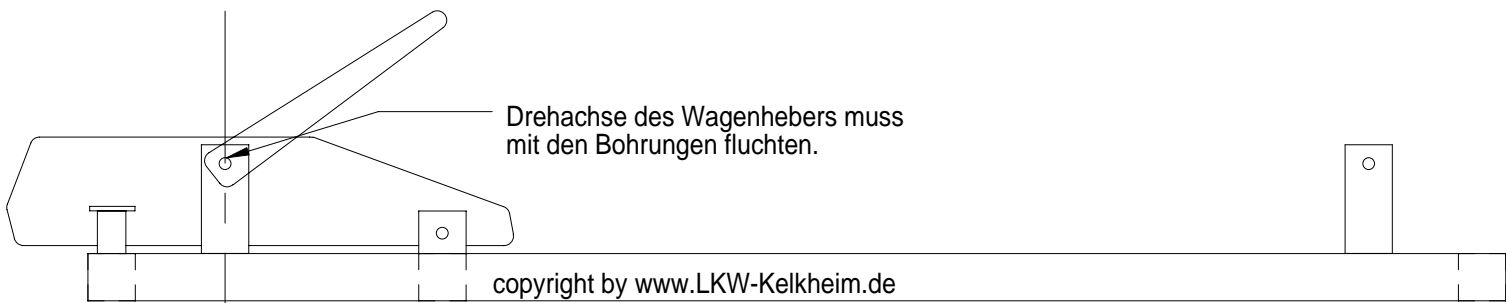 Drehachse des Wagenhebers muss
mit den Bohrungen fluchten.
copyright by www.LKW-Kelkheim.de